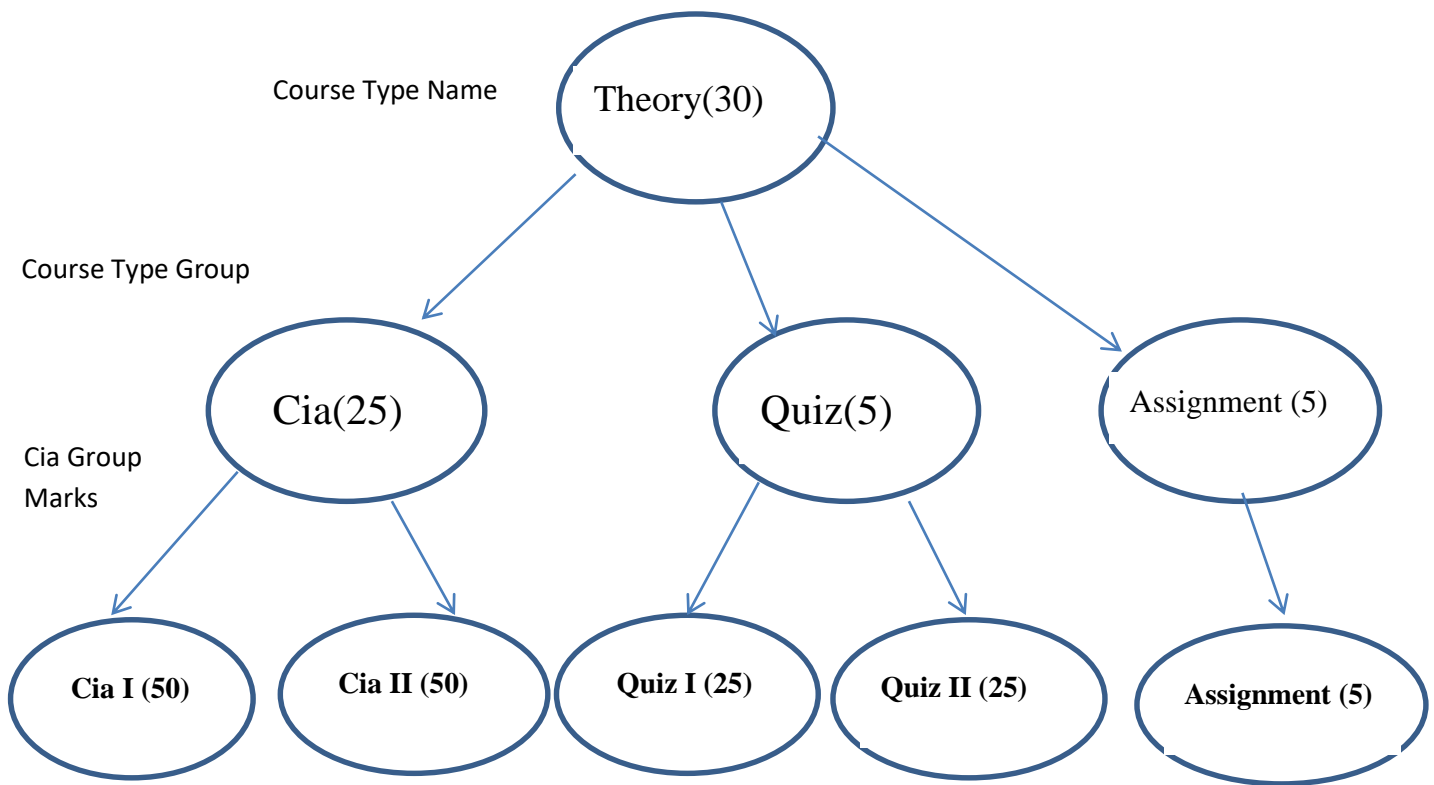 Course Type Name
Theory(30)
Course Type Group
Cia(25)
Quiz(5)
Assignment (5)
Cia Group
Marks
Cia I (50)
Cia II (50)
Quiz I (25)
Quiz II (25)
Assignment (5)